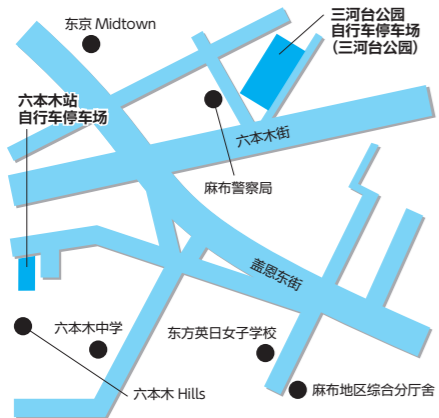 东京 Midtown
三河台公园
自行车停车场
（三河台公园）
六本木站
自行车停车场
六本木街
麻布警察局
盖恩东街
六本木中学
东方英日女子学校
六本木 Hills
麻布地区综合分厅舍